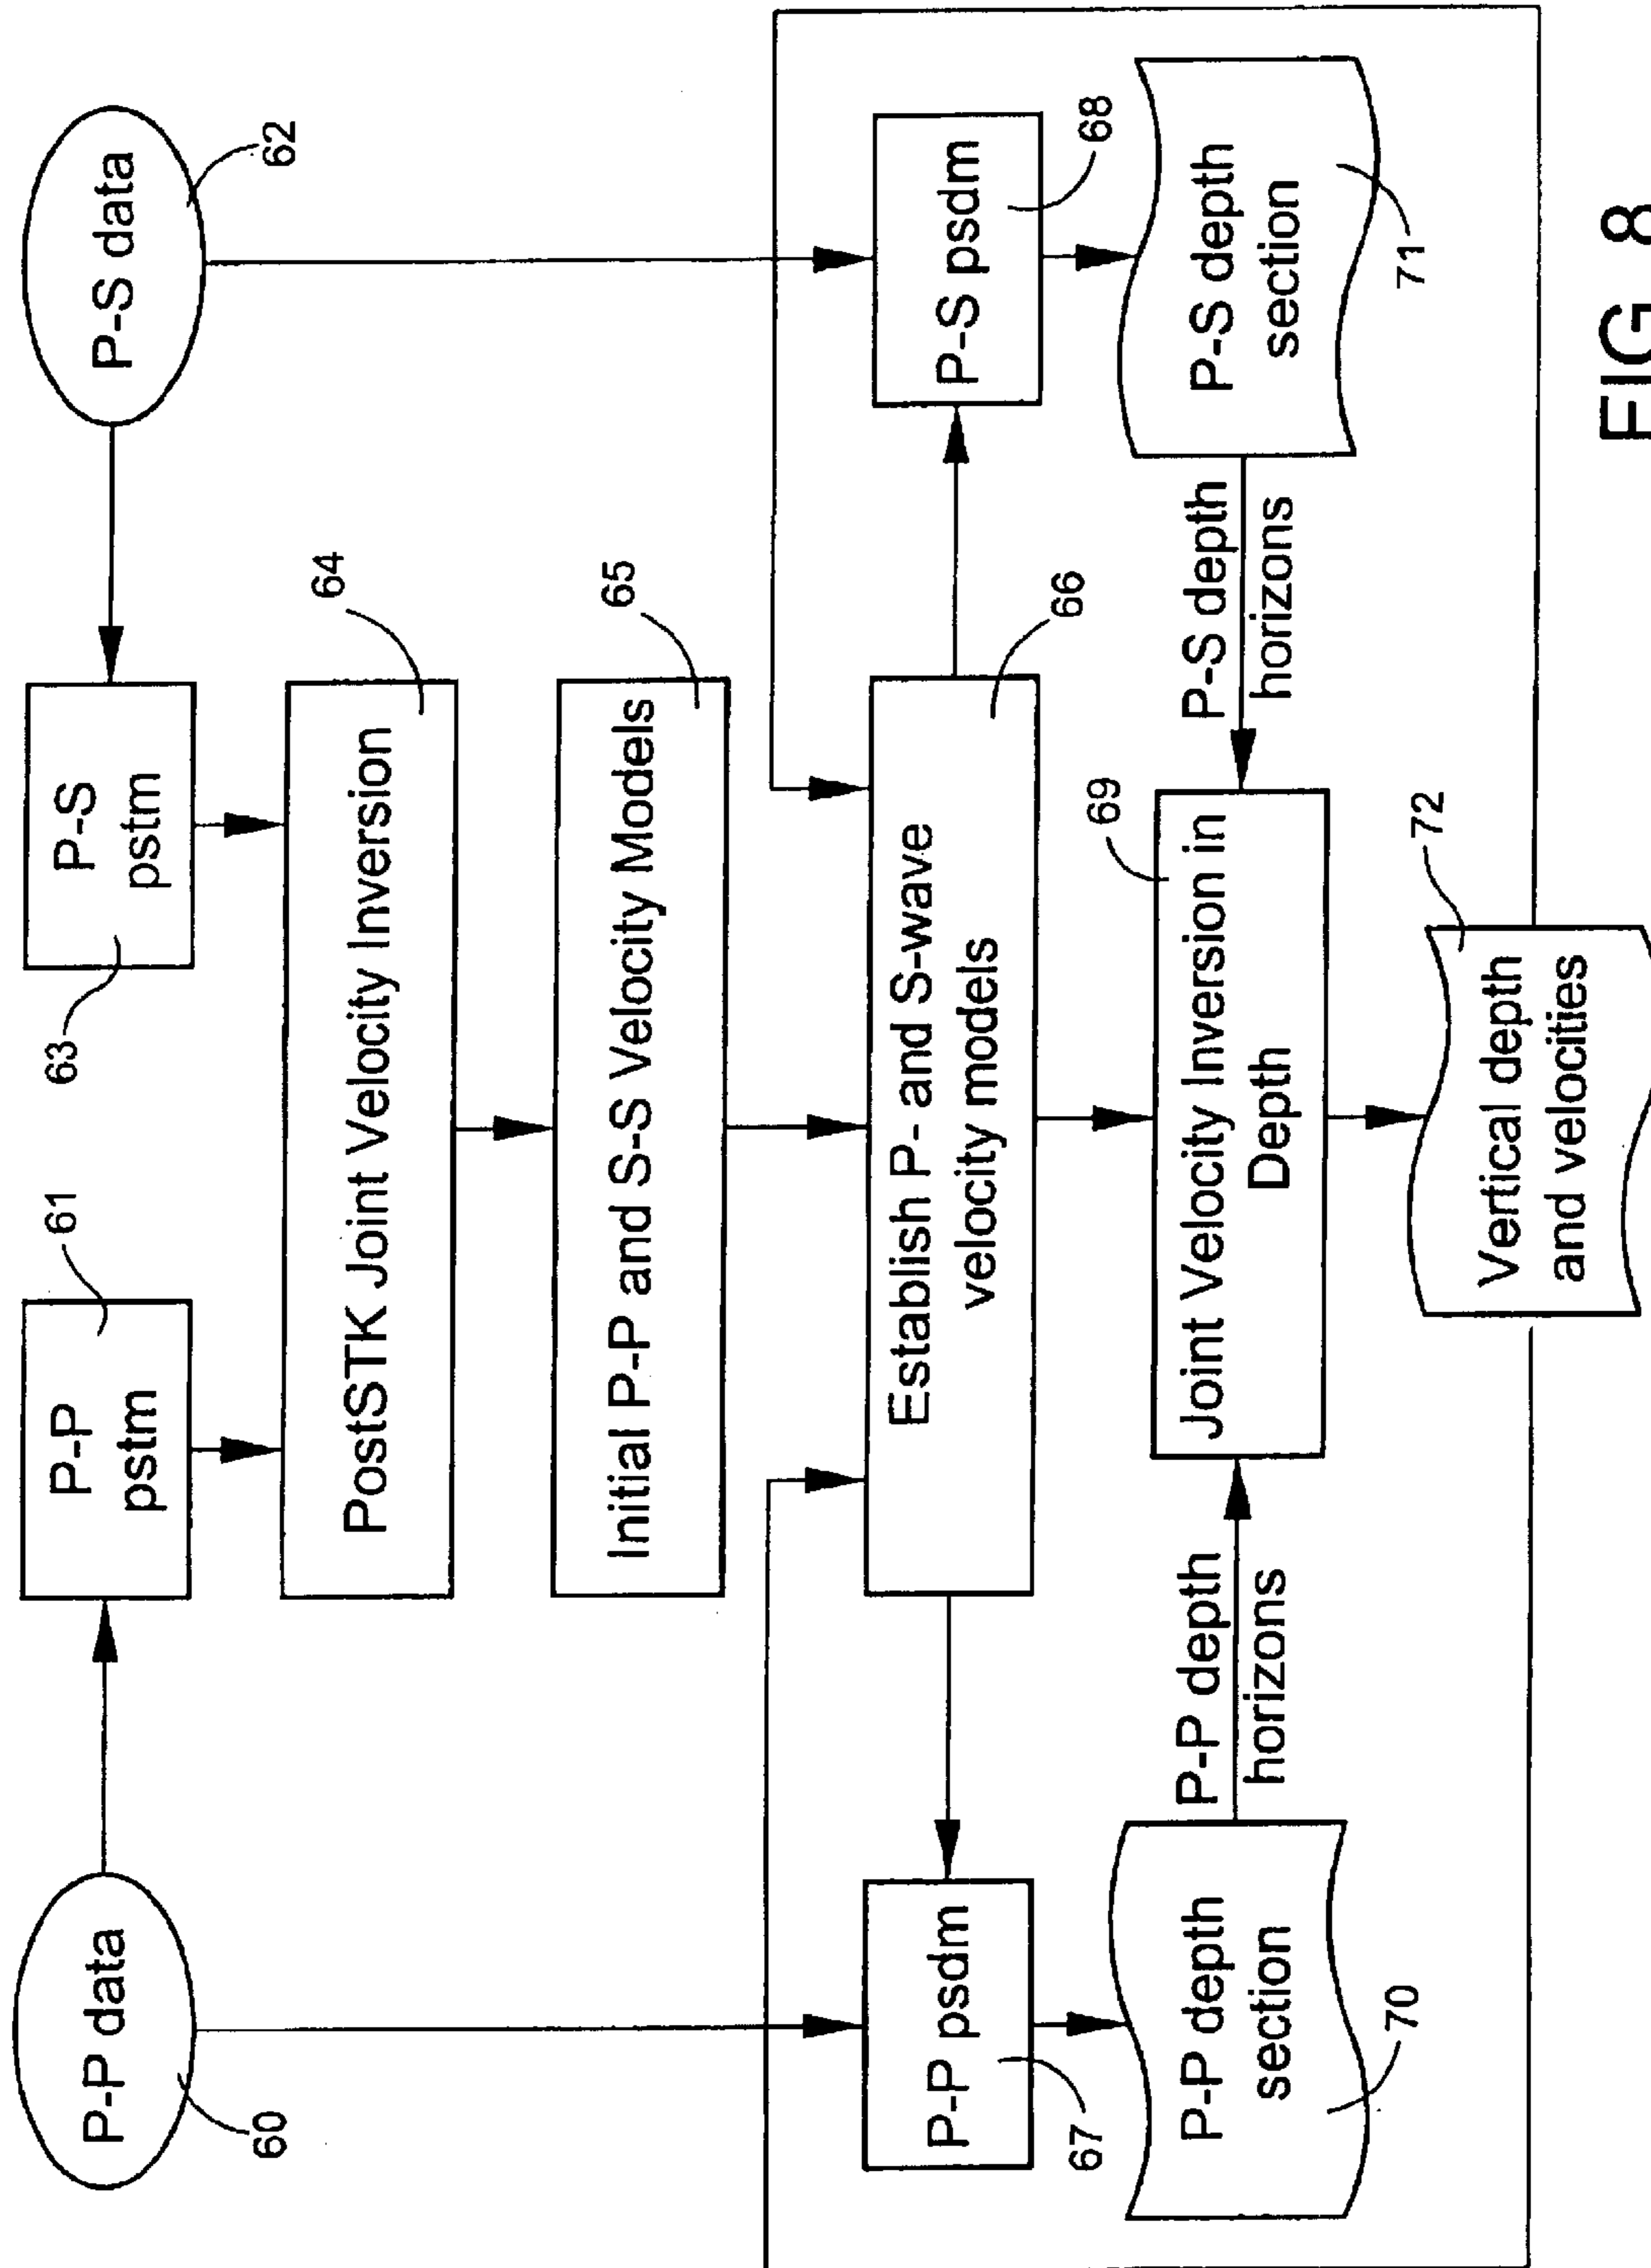 P-P data
60
P-P
pstm
61
P-S
pstm
63
P-S data
62
PostSTK Joint Velocity Inversion
64
Initial P-P and S-S Velocity Models
65
P-P psdm
67
Establish P- and S-wave
velocity models
66
P-S psdm
68
P-P depth
section
70
P-P depth
horizons
Joint Velocity Inversion in
Depth
69
P-S depth
horizons
P-S depth
section
71
Vertical depth
and velocities
72
FIG 8